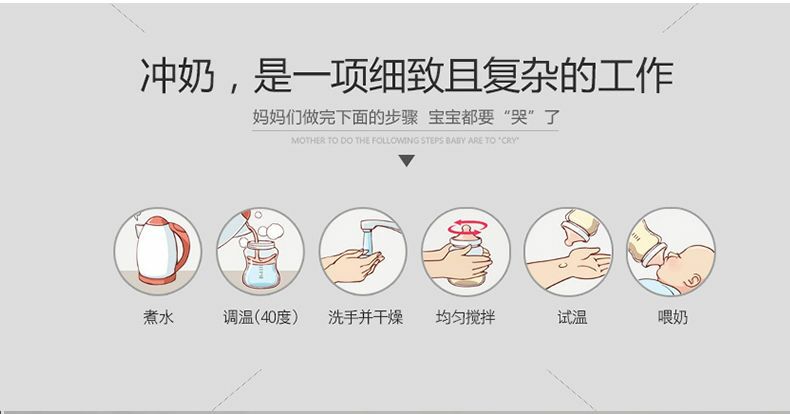 冲奶，是一项细致且复杂的工作
妈妈们做完下面的步骤 宝宝都要“哭”了
MOTHER TO DO THE FOLLOWING STEPS BABY ARE TO "CRY"
煮水
调温(40度)
洗手并干燥
均匀搅拌
试温
喂奶